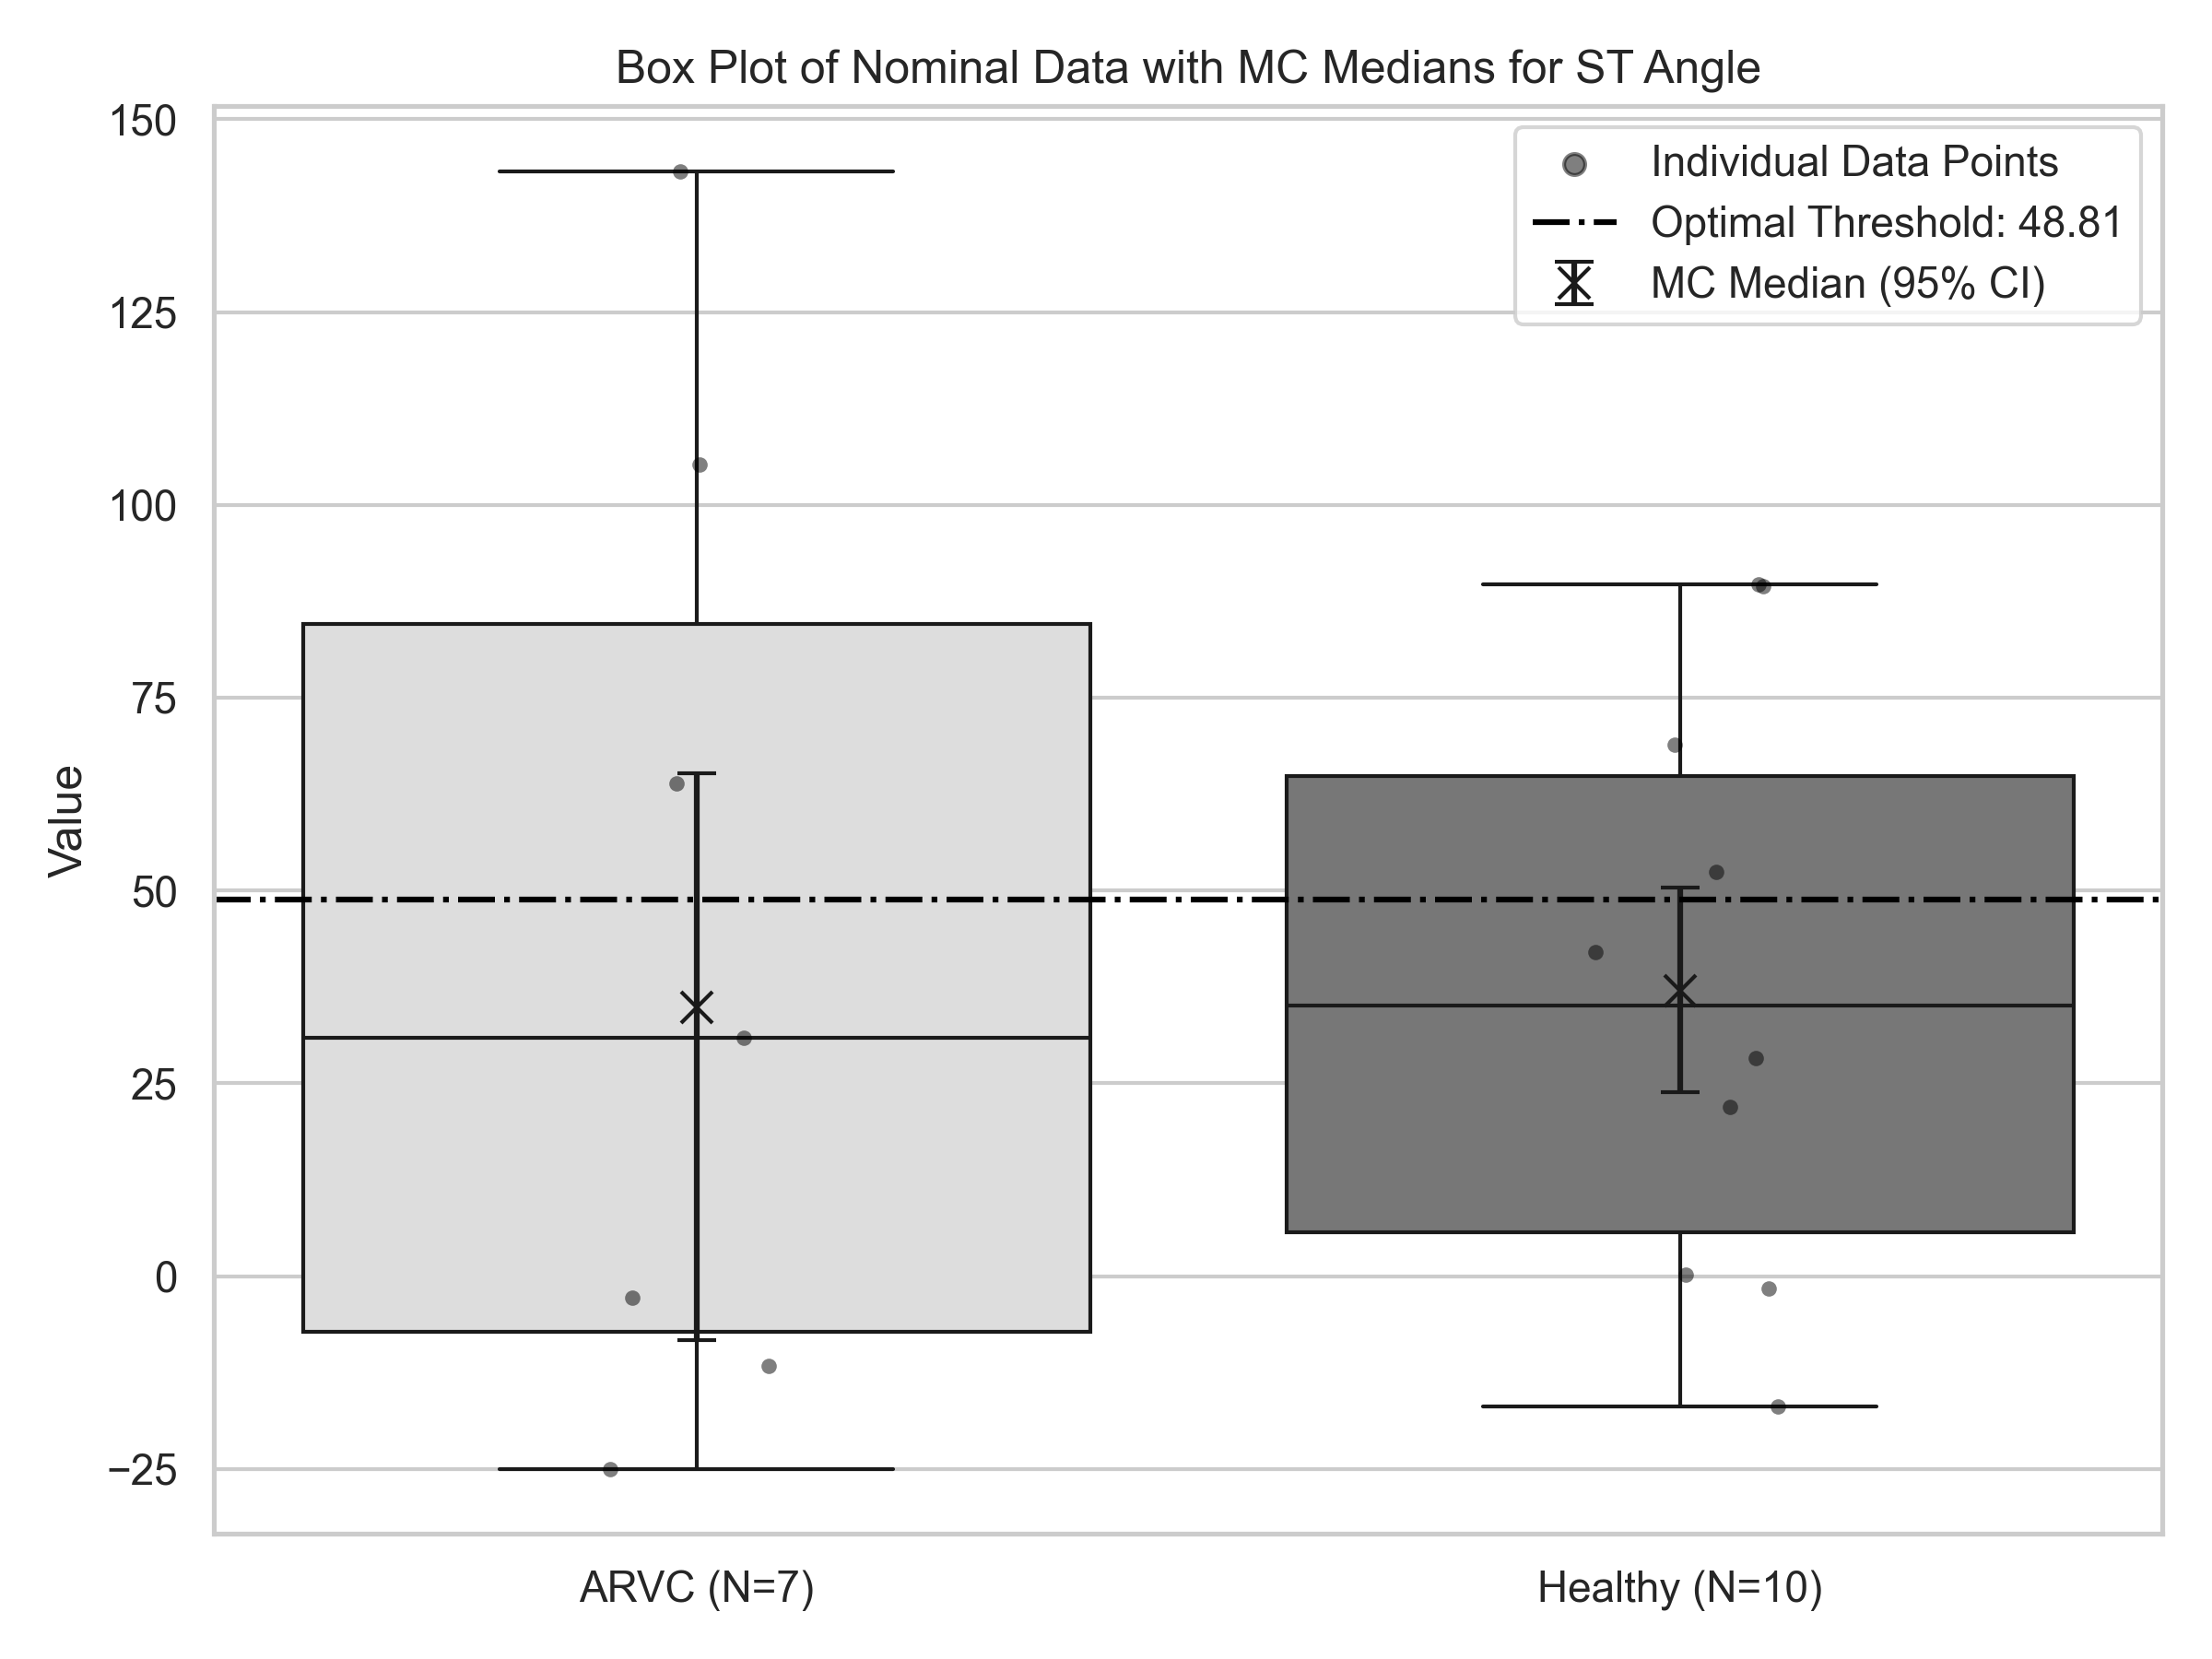 Box Plot of Nominal Data with MC Medians for ST Angle
150
125
100
75
50
25
0
−25
Value
Individual Data Points
Optimal Threshold: 48.81
MC Median (95% CI)
ARVC (N=7)
Healthy (N=10)